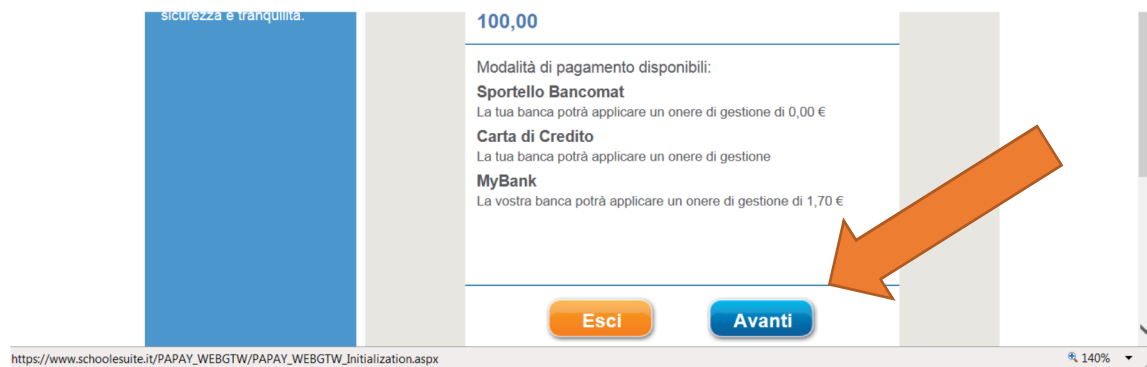 sicurezza e tranquillità.
100,00
Modalità di pagamento disponibili:
Sportello Bancomat
La tua banca potrà applicare un onere di gestione di 0,00 €
Carta di Credito
La tua banca potrà applicare un onere di gestione
MyBank
La vostra banca potrà applicare un onere di gestione di 1,70 €
Esci
Avanti
https://www.schoolesuite.it/PAPAY_WEBGTW/PAPAY_WEBGTW_Initialization.aspx
140%